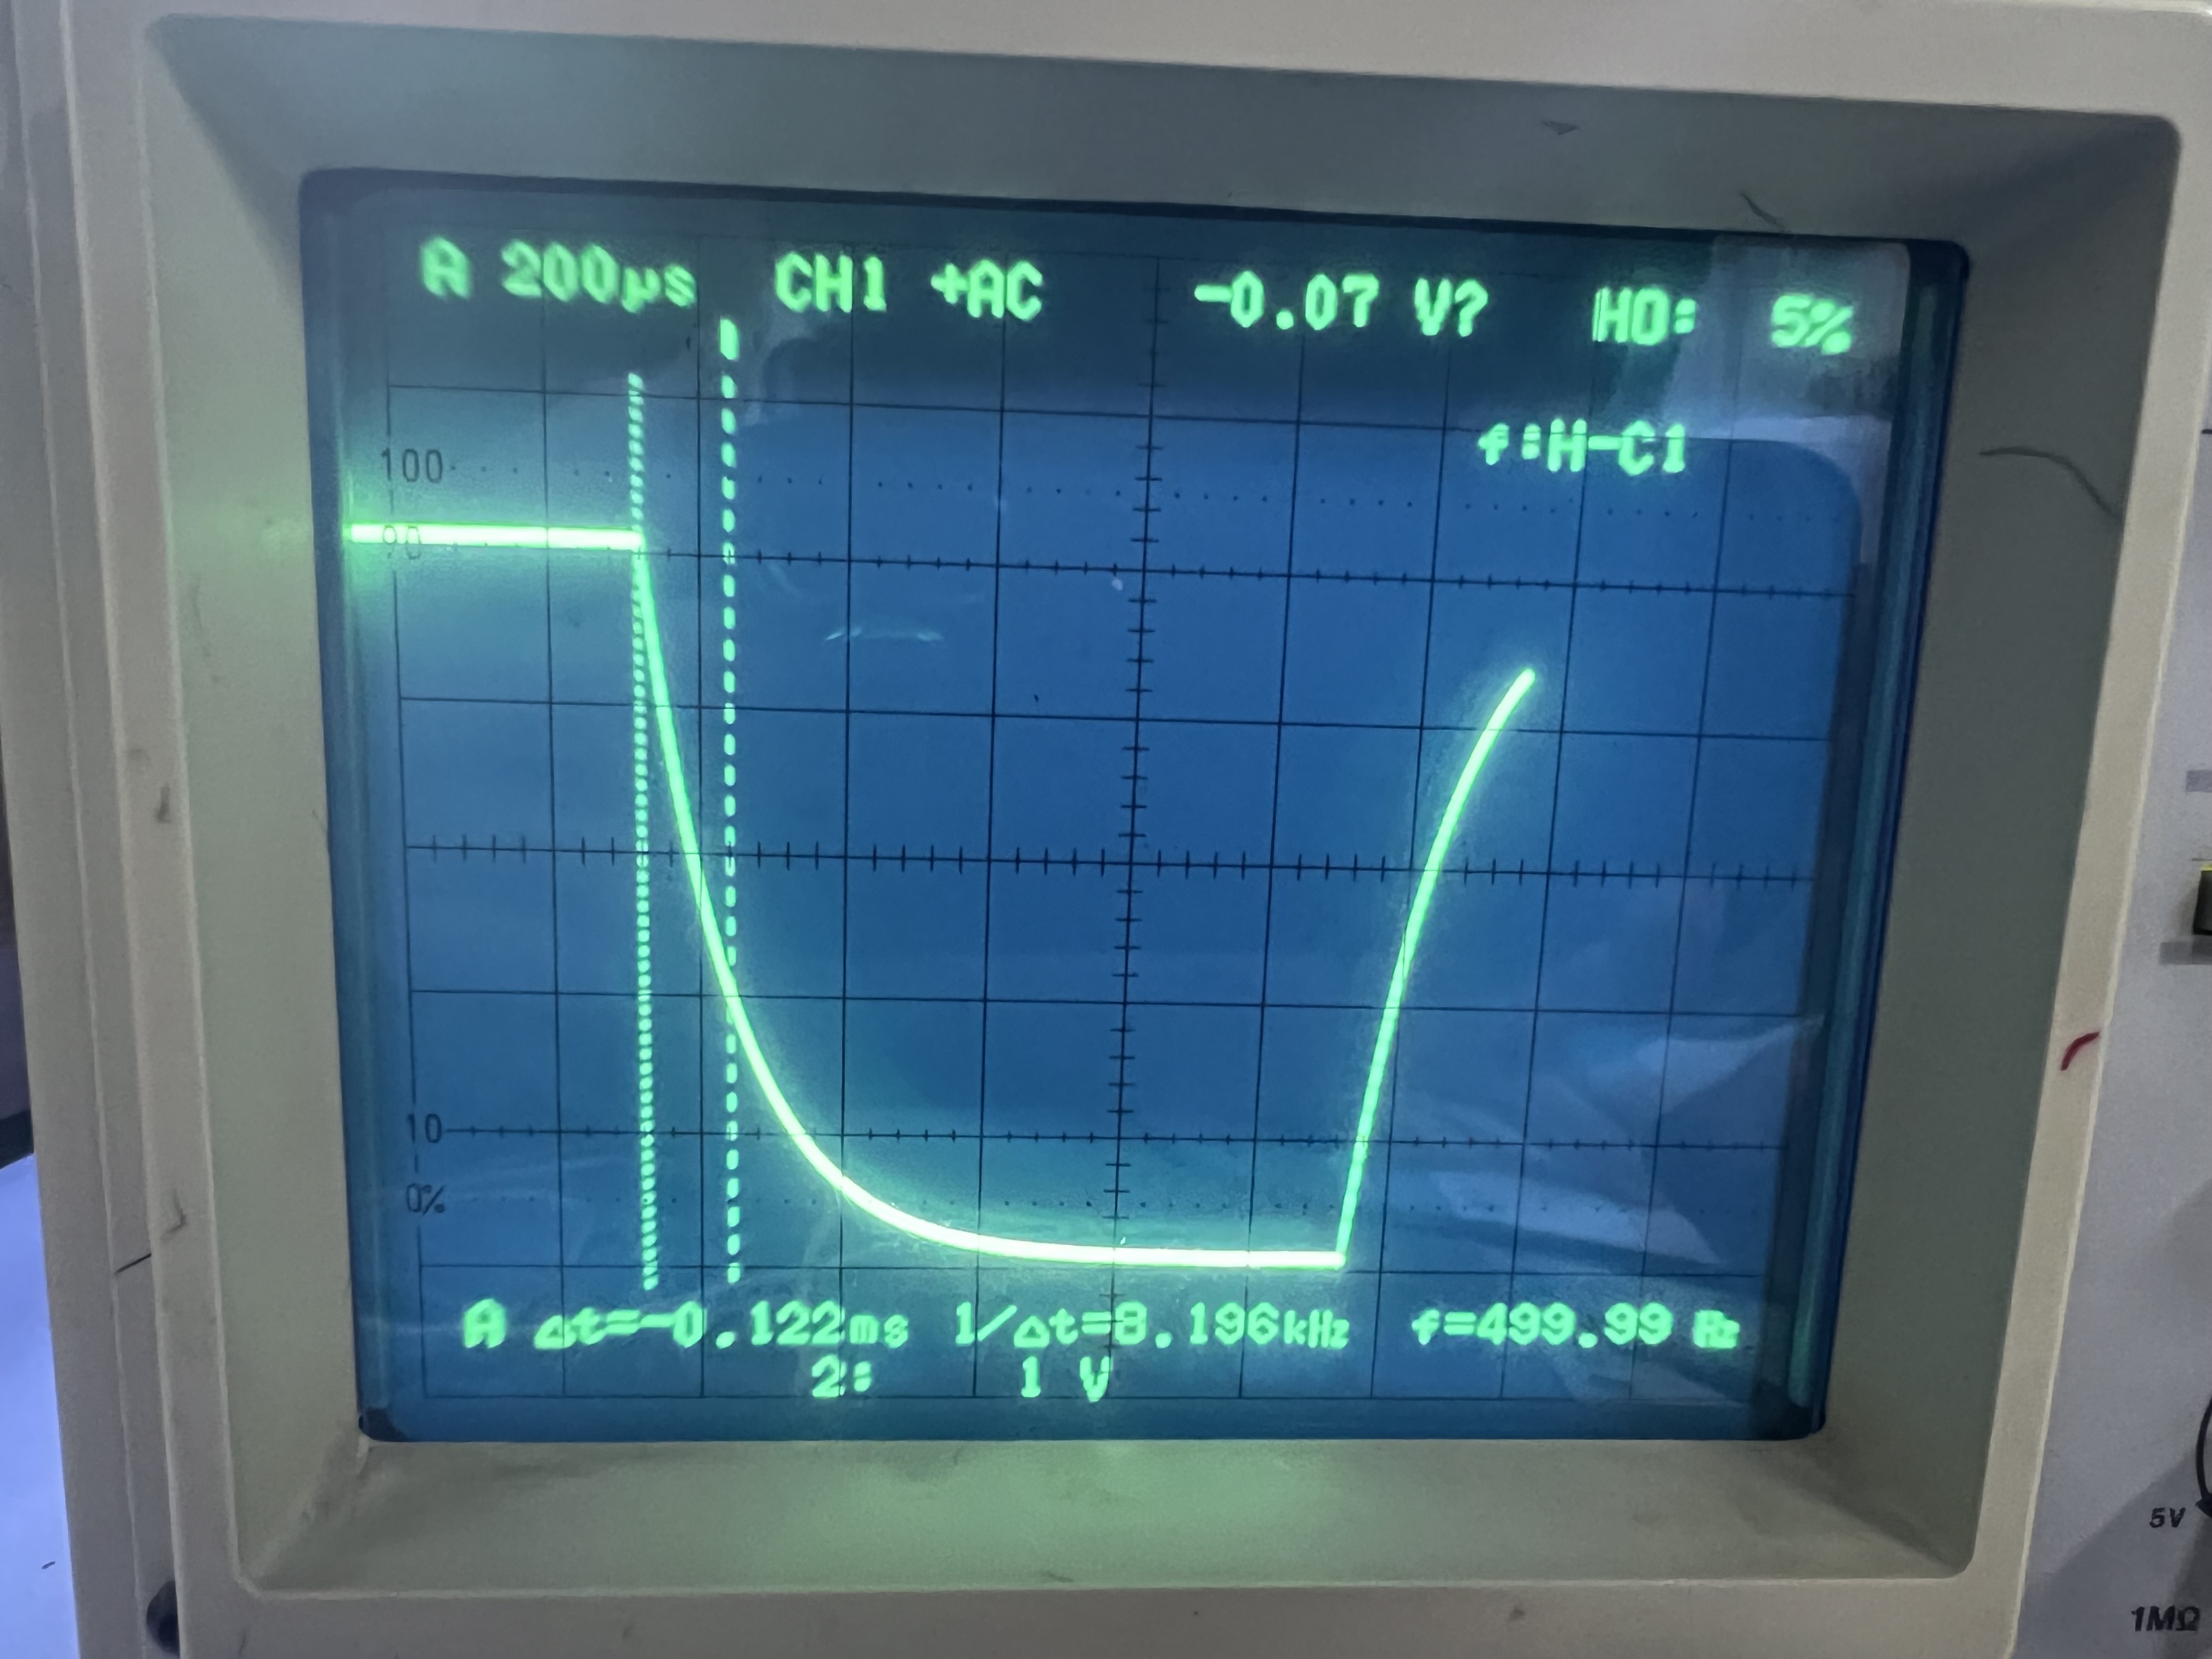 A 200µs CH1 +AC -0.07 V? HO: 5%
f:H-C1
100
90
10
0%
A Δt=-0.122ms 1/Δt=8.196kHz f=499.99 Hz
2: 1 V
5V
1MΩ